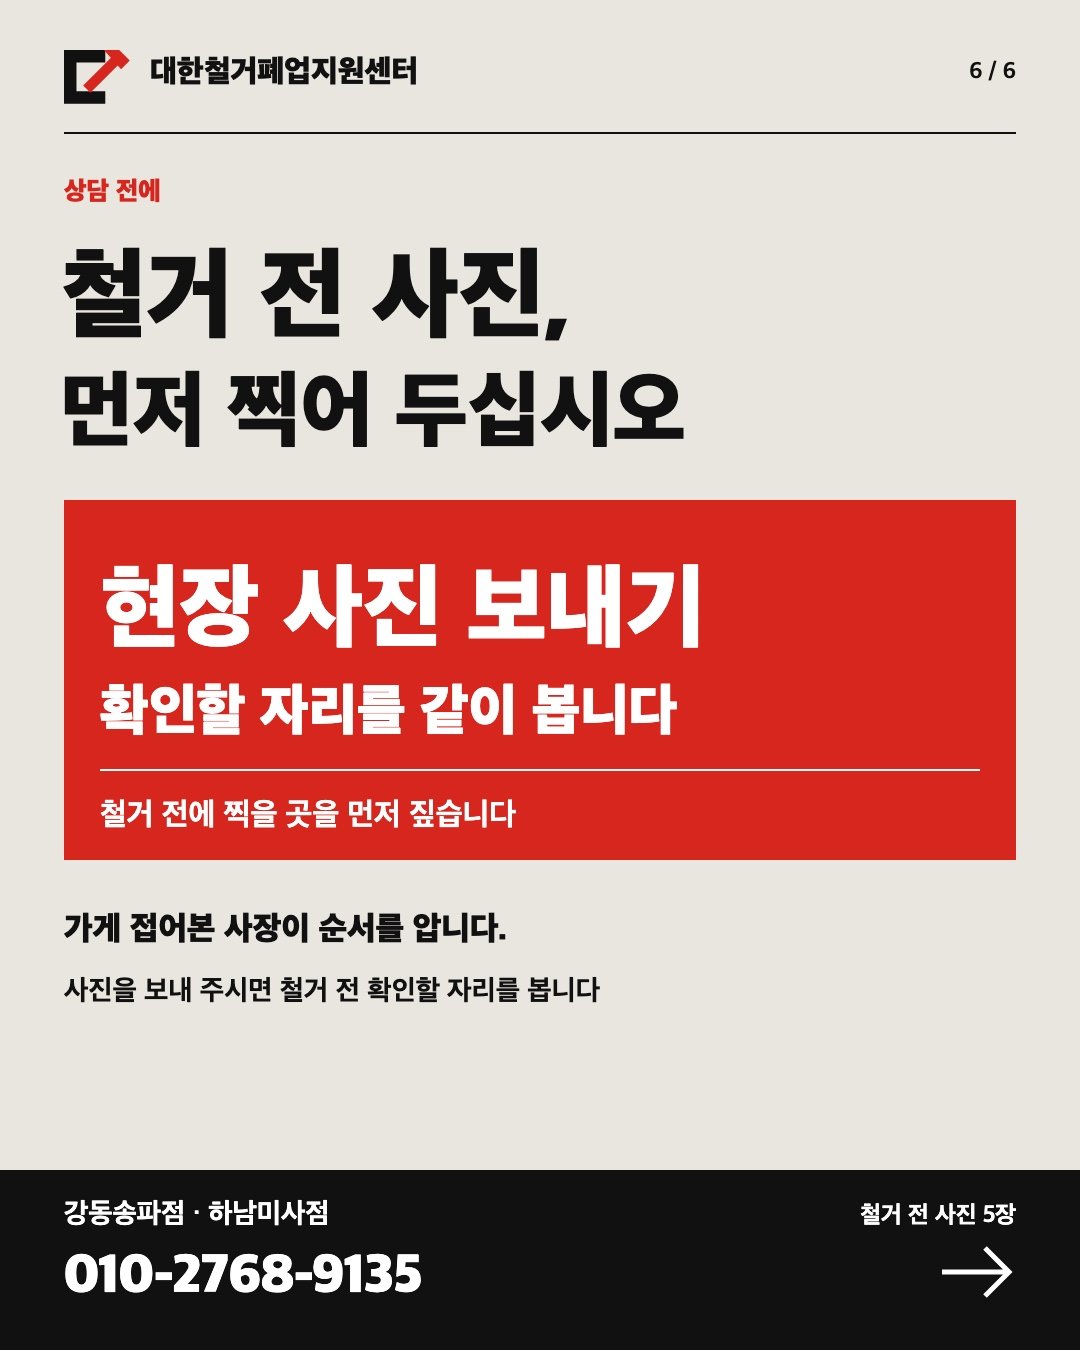 대한철거폐업지원센터
6 / 6
상담 전에
철거 전 사진,
먼저 찍어 두십시오
현장 사진 보내기
확인할 자리를 같이 봅니다
철거 전에 찍을 곳을 먼저 짚습니다
가게 접어본 사장이 순서를 압니다.
사진을 보내 주시면 철거 전 확인할 자리를 봅니다
강동송파점 · 하남미사점
철거 전 사진 5장
010-2768-9135